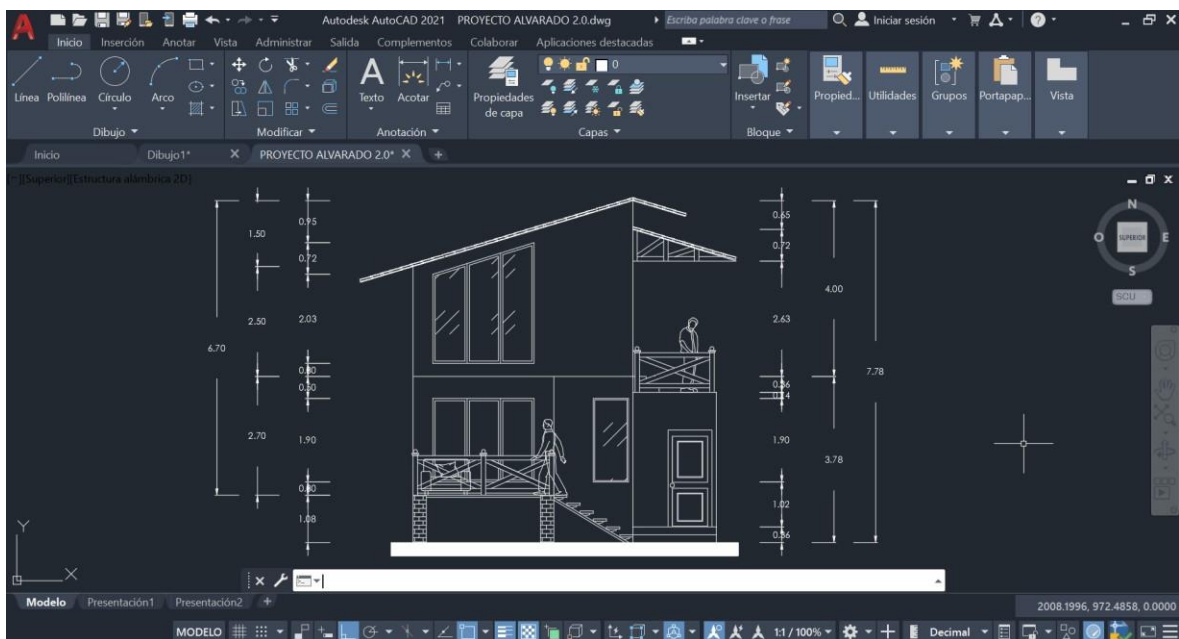 Autodesk AutoCAD 2021 PROYECTO ALVARADO 2.0.dwg
Escriba palabra clave o frase
Iniciar sesión
Inicio Inserción Anotar Vista Administrar Salida Complementos Colaborar Aplicaciones destacadas
Línea Polilínea Círculo Arco
Texto Acotar
Propiedades de capa
0
Insertar
Propied... Utilidades Grupos Portapap... Vista
Dibujo Modificar Anotación Capas Bloque
Inicio Dibujo1* PROYECTO ALVARADO 2.0*
[−][Superior][Estructura alámbrica 2D]
N
O SUPERIOR E
S
SCU
0.95
1.50
0.72
2.50 2.03
6.70
2.70 1.90
1.08
0.65
0.72
4.00
2.63
7.78
1.90
3.78
1.02
0.36
Y
X
Modelo Presentación1 Presentación2
2008.1996, 972.4858, 0.0000
MODELO
1:1 / 100%
Decimal